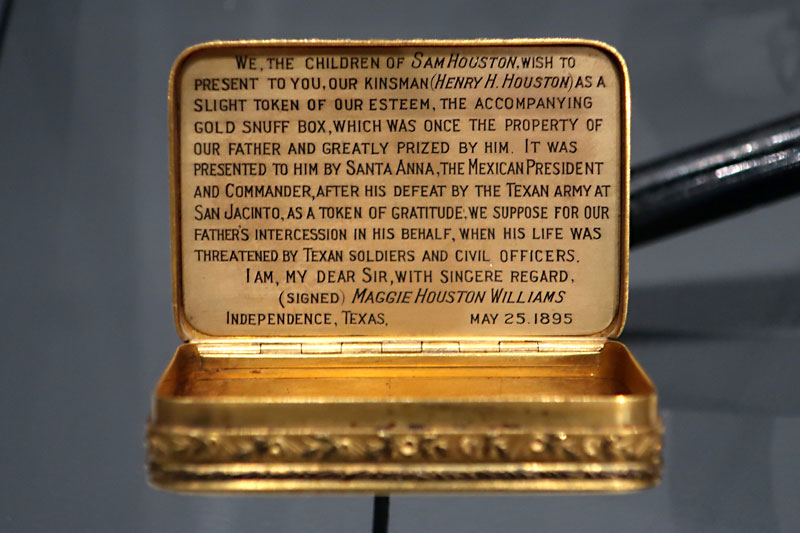 We, the children of Sam Houston, wish to
present to you, our kinsman (Henry H. Houston) as a
slight token of our esteem, the accompanying
gold snuff box, which was once the property of
our father and greatly prized by him. It was
presented to him by Santa Anna, the Mexican President
and Commander, after his defeat by the Texan army at
San Jacinto, as a token of gratitude, we suppose for our
father's intercession in his behalf, when his life was
threatened by Texan soldiers and civil officers.
I am, my dear Sir, with sincere regard,
(signed) Maggie Houston Williams
Independence, Texas, May 25. 1895